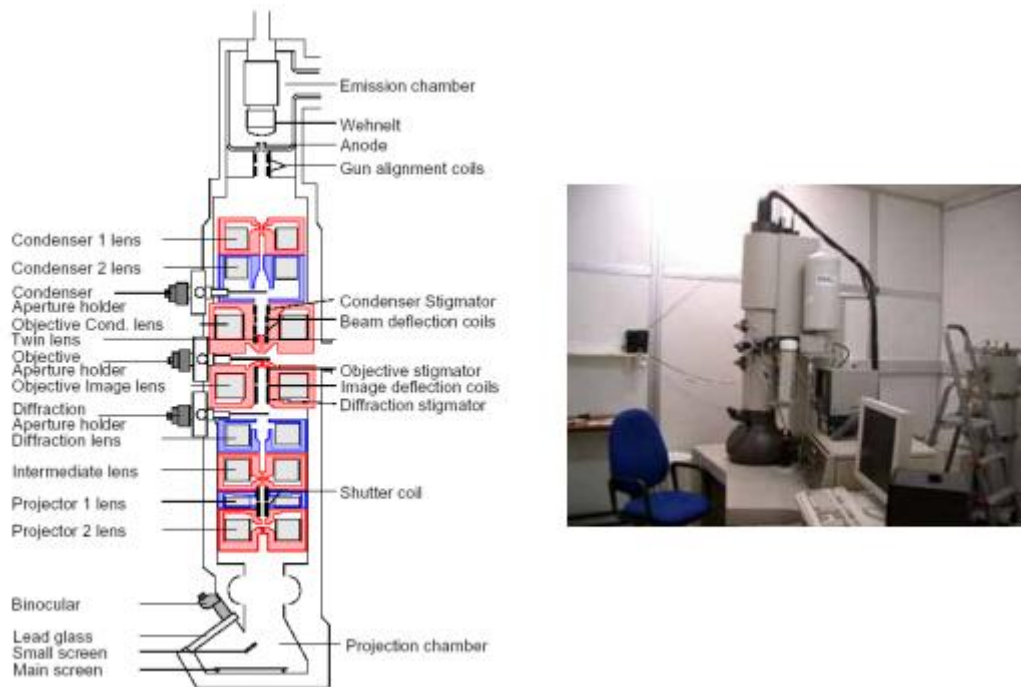 Emission chamber
Wehnelt
Anode
Gun alignment coils
Condenser 1 lens
Condenser 2 lens
Condenser
Aperture holder
Objective Cond. lens
Twin lens
Objective
Aperture holder
Objective Image lens
Diffraction
Aperture holder
Diffraction lens
Intermediate lens
Projector 1 lens
Projector 2 lens
Condenser Stigmator
Beam deflection coils
Objective stigmator
Image deflection coils
Diffraction stigmator
Shutter coil
Binocular
Lead glass
Small screen
Main screen
Projection chamber